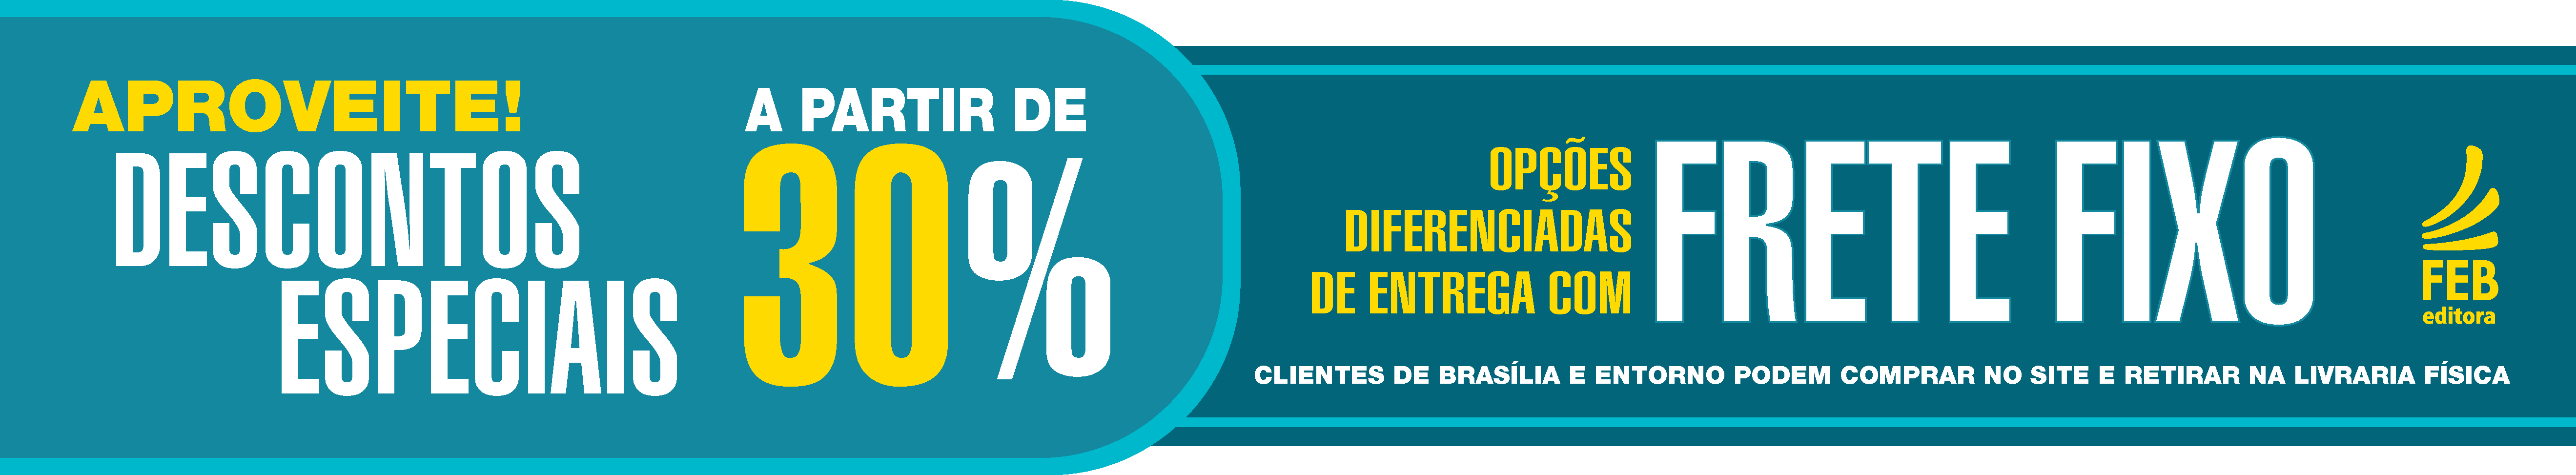 APROVEITE!
DESCONTOS
ESPECIAIS
A PARTIR DE
30%
OPÇÕES
DIFERENCIADAS
DE ENTREGA COM
FRETE FIXO
CLIENTES DE BRASÍLIA E ENTORNO PODEM COMPRAR NO SITE E RETIRAR NA LIVRARIA FÍSICA
FEB
editora